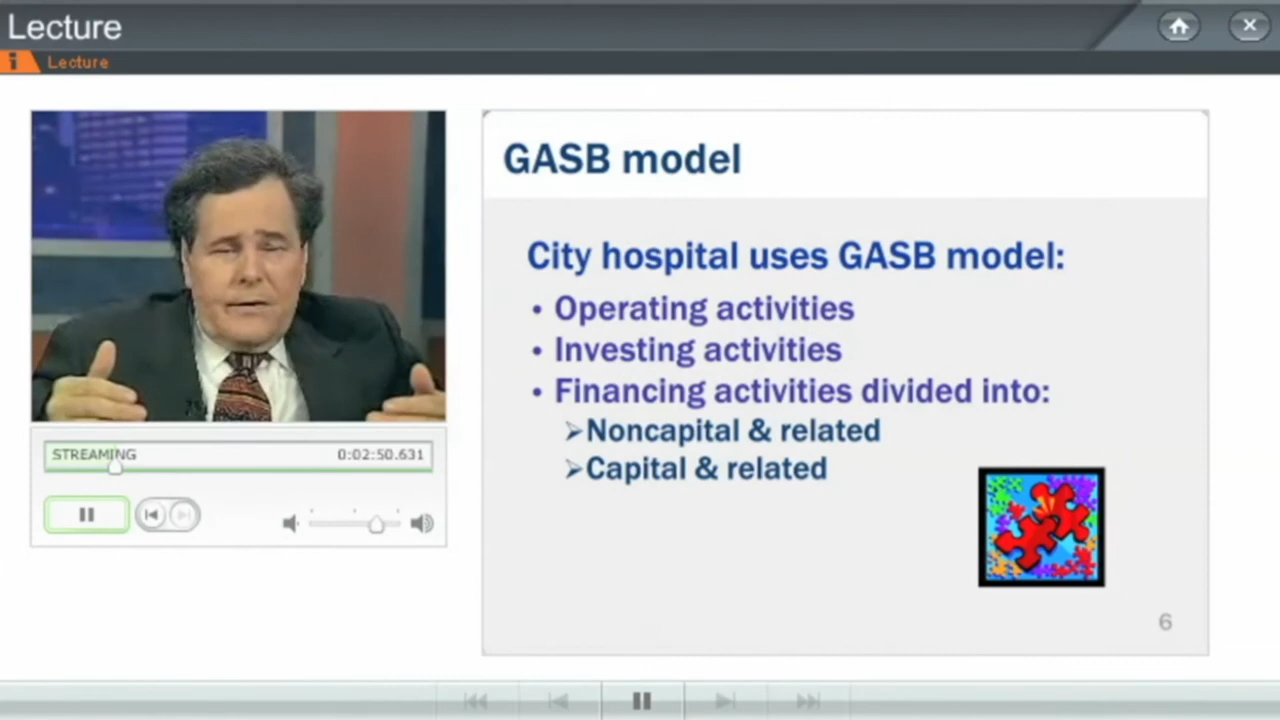 Lecture
i Lecture
GASB model
City hospital uses GASB model:
• Operating activities
• Investing activities
• Financing activities divided into:
➢Noncapital & related
➢Capital & related
STREAMING 0:02:50.631
6